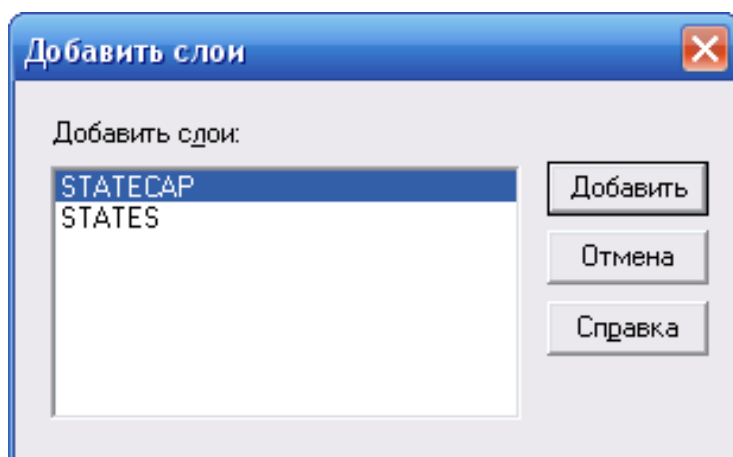 Добавить слои
Добавить слои:
STATECAP
STATES
Добавить
Отмена
Справка